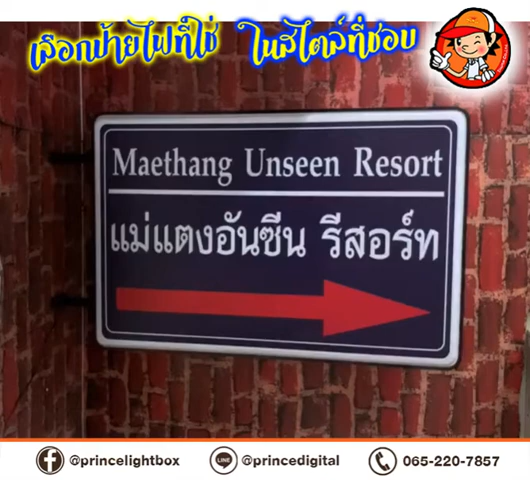 เลือกป้ายไฟที่ใช่ ในสไตล์ที่ชอบ
Maethang Unseen Resort
แม่แตงอันซีน รีสอร์ท
@princelightbox
LINE
@princedigital
065-220-7857